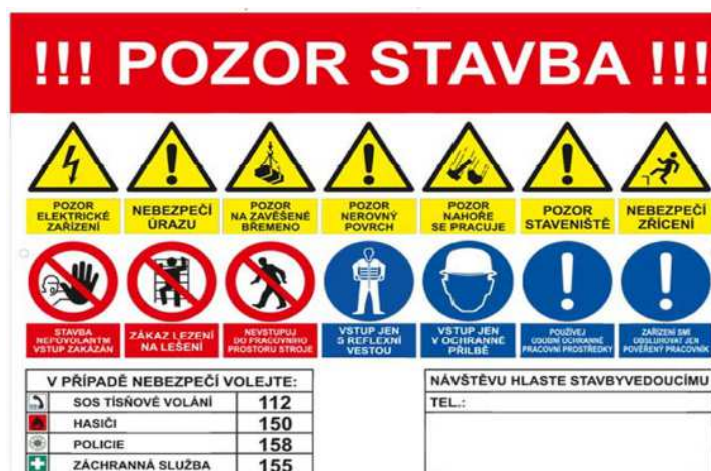 !!! POZOR STAVBA !!!
POZOR
ELEKTRICKÉ
ZAŘÍZENÍ
NEBEZPEČÍ
ÚRAZU
POZOR
NA ZAVĚŠENÉ
BŘEMENO
POZOR
NEROVNÝ
POVRCH
POZOR
NAHOŘE
SE PRACUJE
POZOR
STAVENIŠTĚ
NEBEZPEČÍ
ZŘÍCENÍ
STAVBA
NEPOVOLANÝM
VSTUP ZAKÁZÁN
ZÁKAZ LEZENÍ
NA LEŠENÍ
NEVSTUPUJ
DO PRACOVNÍHO
PROSTORU STROJE
VSTUP JEN
S REFLEXNÍ
VESTOU
VSTUP JEN
V OCHRANNÉ
PŘILBĚ
POUŽÍVEJ
OSOBNÍ OCHRANNÉ
PRACOVNÍ PROSTŘEDKY
ZAŘÍZENÍ SMÍ
OBSLUHOVAT JEN
POVĚŘENÝ PRACOVNÍK
V PŘÍPADĚ NEBEZPEČÍ VOLEJTE:
SOS TÍSŇOVÉ VOLÁNÍ 112
HASIČI 150
POLICIE 158
ZÁCHRANNÁ SLUŽBA 155
NÁVŠTĚVU HLASTE STAVBYVEDOUCÍMU
TEL.: